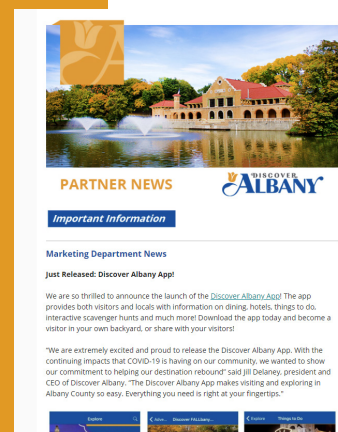 PARTNER NEWS
DISCOVER
ALBANY
Important Information
Marketing Department News
Just Released: Discover Albany App!
We are so thrilled to announce the launch of the Discover Albany App! The app
provides both visitors and locals with information on dining, hotels, things to do,
interactive scavenger hunts and much more! Download the app today and become a
visitor in your own backyard, or share with your visitors!
"We are extremely excited and proud to release the Discover Albany App. With the
continuing impacts that COVID-19 is having on our community, we wanted to show
our commitment to helping our destination rebound" said Jill Delaney, president and
CEO of Discover Albany. "The Discover Albany App makes visiting and exploring in
Albany County so easy. Everything you need is right at your fingertips."
Explore
Adve... Discover FALLbany...
Explore Things to Do